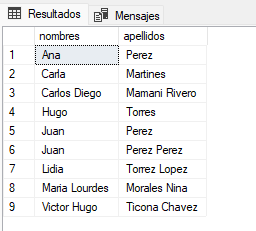 Resultados Mensajes
nombres apellidos
1 Ana Perez
2 Carla Martines
3 Carlos Diego Mamani Rivero
4 Hugo Torres
5 Juan Perez
6 Juan Perez Perez
7 Lidia Torrez Lopez
8 Maria Lourdes Morales Nina
9 Victor Hugo Ticona Chavez